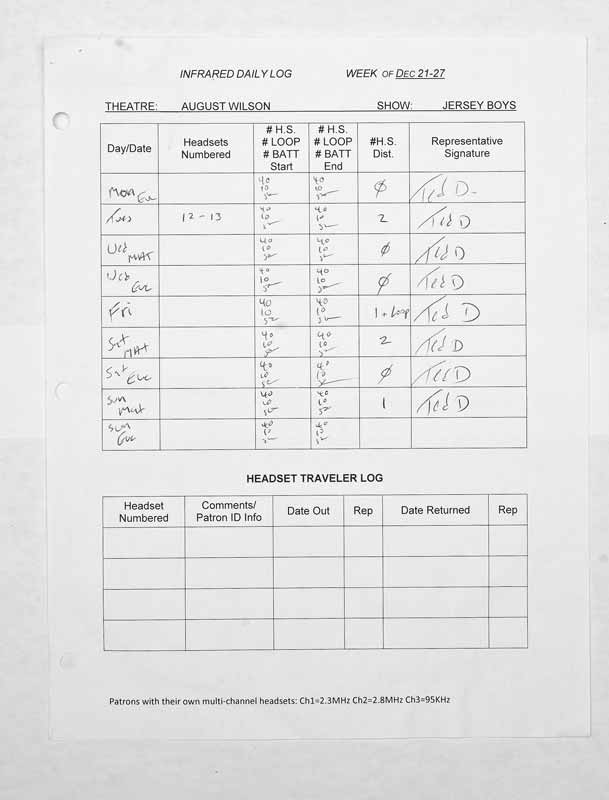 INFRARED DAILY LOG WEEK OF DEC 21-27
THEATRE: AUGUST WILSON SHOW: JERSEY BOYS
Day/Date Headsets Numbered # H.S. # LOOP # BATT Start # H.S. # LOOP # BATT End #H.S. Dist. Representative Signature
Mon Eve 40 10 52 40 10 52 Ø Ted D
Tues 12-13 40 10 52 40 10 52 2 Ted D
Wed MAT 40 10 52 40 10 52 Ø Ted D
Wed Eve 40 10 52 40 10 52 Ø Ted D
Fri 40 10 52 40 10 52 1 + Loop Ted D
Sat MAT 40 10 52 40 10 52 2 Ted D
Sat Eve 40 10 52 40 10 Ø Ted D
Sun Mat 40 10 52 40 10 52 1 Ted D
Sun Eve 40 10 52 40 10 52
HEADSET TRAVELER LOG
Headset Numbered Comments/ Patron ID Info Date Out Rep Date Returned Rep
Patrons with their own multi-channel headsets: Ch1=2.3MHz Ch2=2.8MHz Ch3=95KHz